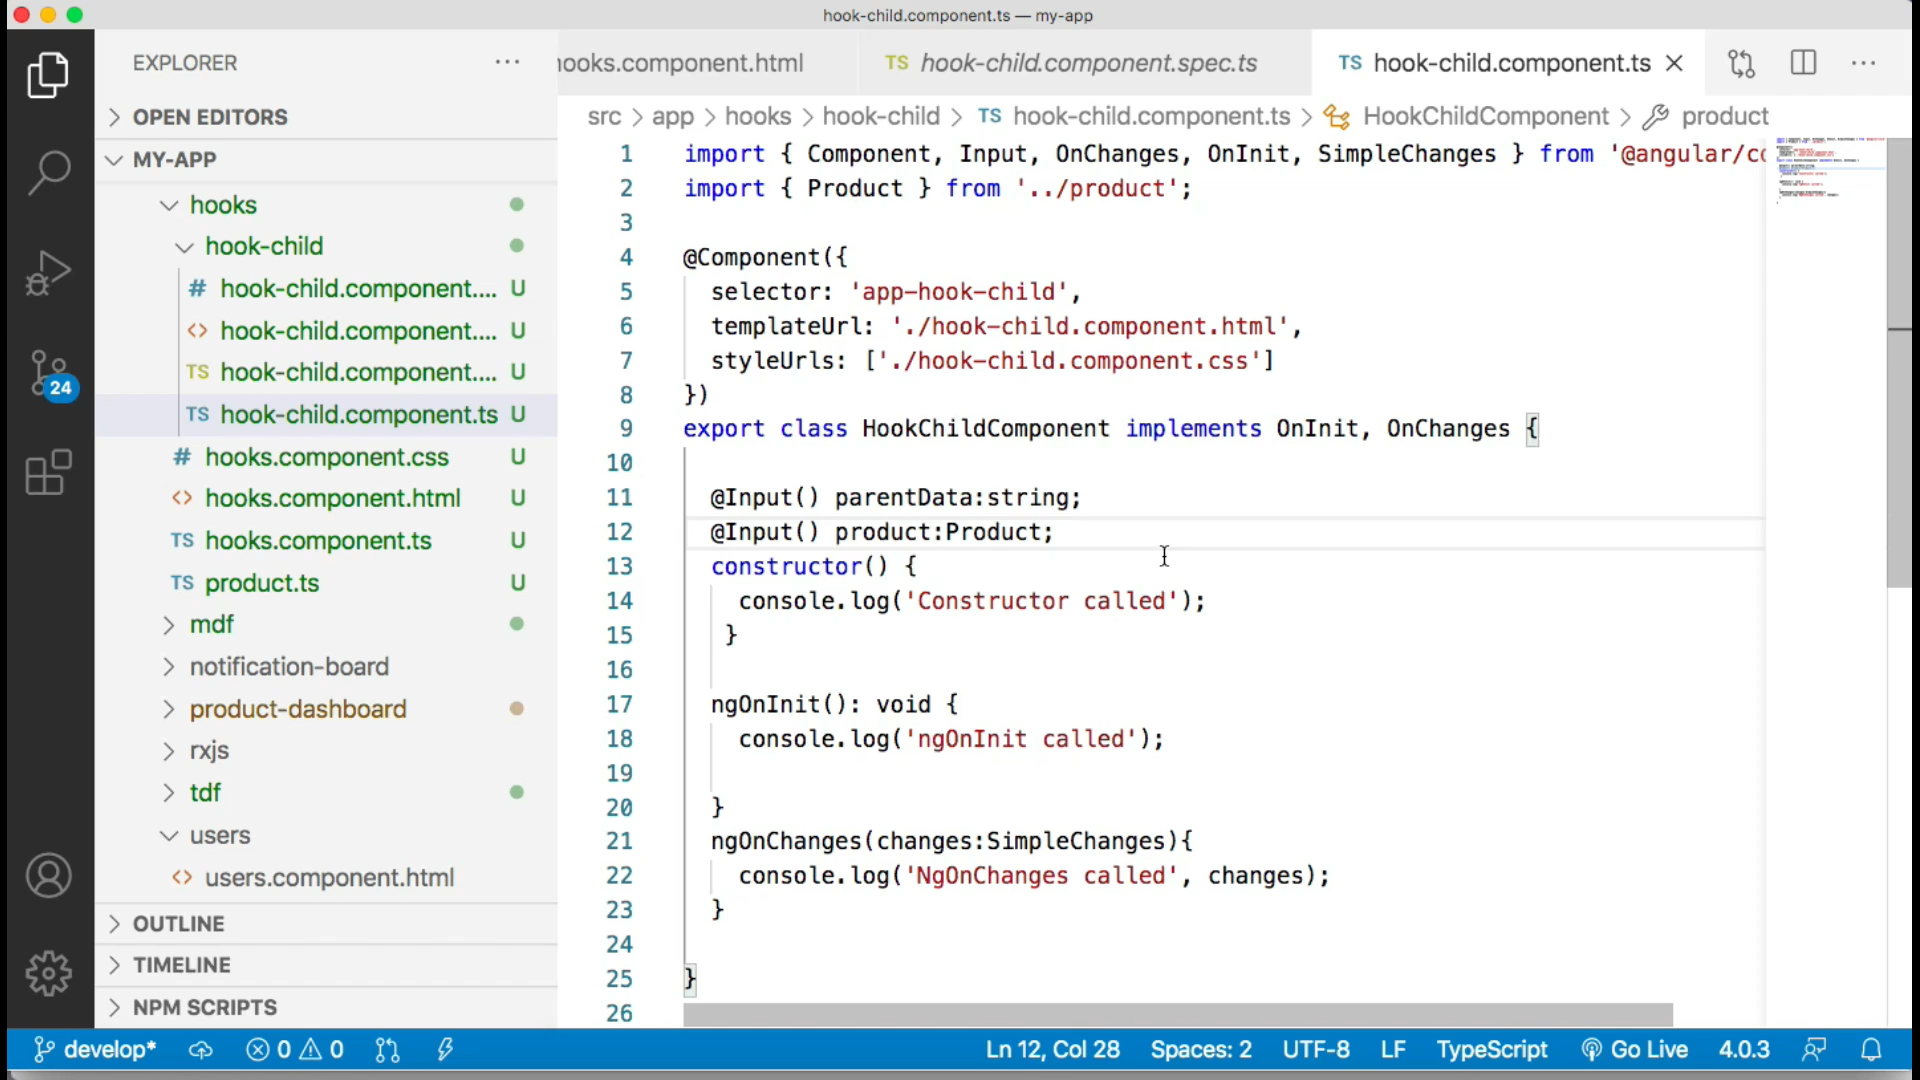 hook-child.component.ts — my-app
EXPLORER
OPEN EDITORS
MY-APP
hooks
hook-child
# hook-child.component.... U
<> hook-child.component.... U
TS hook-child.component.... U
TS hook-child.component.ts U
# hooks.component.css U
<> hooks.component.html U
TS hooks.component.ts U
TS product.ts U
mdf
notification-board
product-dashboard
rxjs
tdf
users
<> users.component.html
OUTLINE
TIMELINE
NPM SCRIPTS
24
ooks.component.html
TS hook-child.component.spec.ts
TS hook-child.component.ts
src > app > hooks > hook-child > TS hook-child.component.ts > HookChildComponent > product
1 import { Component, Input, OnChanges, OnInit, SimpleChanges } from '@angular/co
2 import { Product } from '../product';
3
4 @Component({
5 selector: 'app-hook-child',
6 templateUrl: './hook-child.component.html',
7 styleUrls: ['./hook-child.component.css']
8 })
9 export class HookChildComponent implements OnInit, OnChanges {
10
11 @Input() parentData:string;
12 @Input() product:Product;
13 constructor() {
14 console.log('Constructor called');
15 }
16
17 ngOnInit(): void {
18 console.log('ngOnInit called');
19
20 }
21 ngOnChanges(changes:SimpleChanges){
22 console.log('NgOnChanges called', changes);
23 }
24
25 }
26
develop* 0 0 Ln 12, Col 28 Spaces: 2 UTF-8 LF TypeScript Go Live 4.0.3